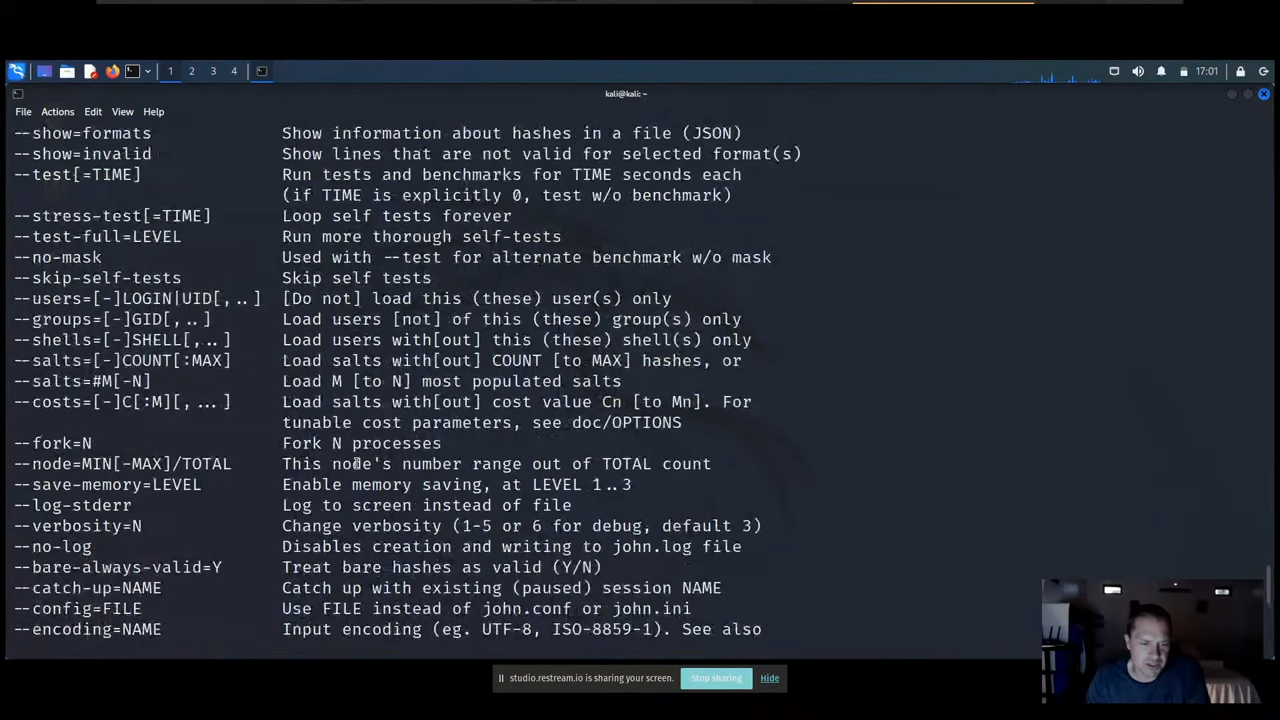 1 2 3 4
17:01
kali@kali: ~
File Actions Edit View Help
--show=formats Show information about hashes in a file (JSON)
--show=invalid Show lines that are not valid for selected format(s)
--test[=TIME] Run tests and benchmarks for TIME seconds each
(if TIME is explicitly 0, test w/o benchmark)
--stress-test[=TIME] Loop self tests forever
--test-full=LEVEL Run more thorough self-tests
--no-mask Used with --test for alternate benchmark w/o mask
--skip-self-tests Skip self tests
--users=[-]LOGIN|UID[,..] [Do not] load this (these) user(s) only
--groups=[-]GID[,..] Load users [not] of this (these) group(s) only
--shells=[-]SHELL[,..] Load users with[out] this (these) shell(s) only
--salts=[-]COUNT[:MAX] Load salts with[out] COUNT [to MAX] hashes, or
--salts=#M[-N] Load M [to N] most populated salts
--costs=[-]C[:M][,...] Load salts with[out] cost value Cn [to Mn]. For
tunable cost parameters, see doc/OPTIONS
--fork=N Fork N processes
--node=MIN[-MAX]/TOTAL This node's number range out of TOTAL count
--save-memory=LEVEL Enable memory saving, at LEVEL 1..3
--log-stderr Log to screen instead of file
--verbosity=N Change verbosity (1-5 or 6 for debug, default 3)
--no-log Disables creation and writing to john.log file
--bare-always-valid=Y Treat bare hashes as valid (Y/N)
--catch-up=NAME Catch up with existing (paused) session NAME
--config=FILE Use FILE instead of john.conf or john.ini
--encoding=NAME Input encoding (eg. UTF-8, ISO-8859-1). See also
studio.restream.io is sharing your screen. Stop sharing Hide